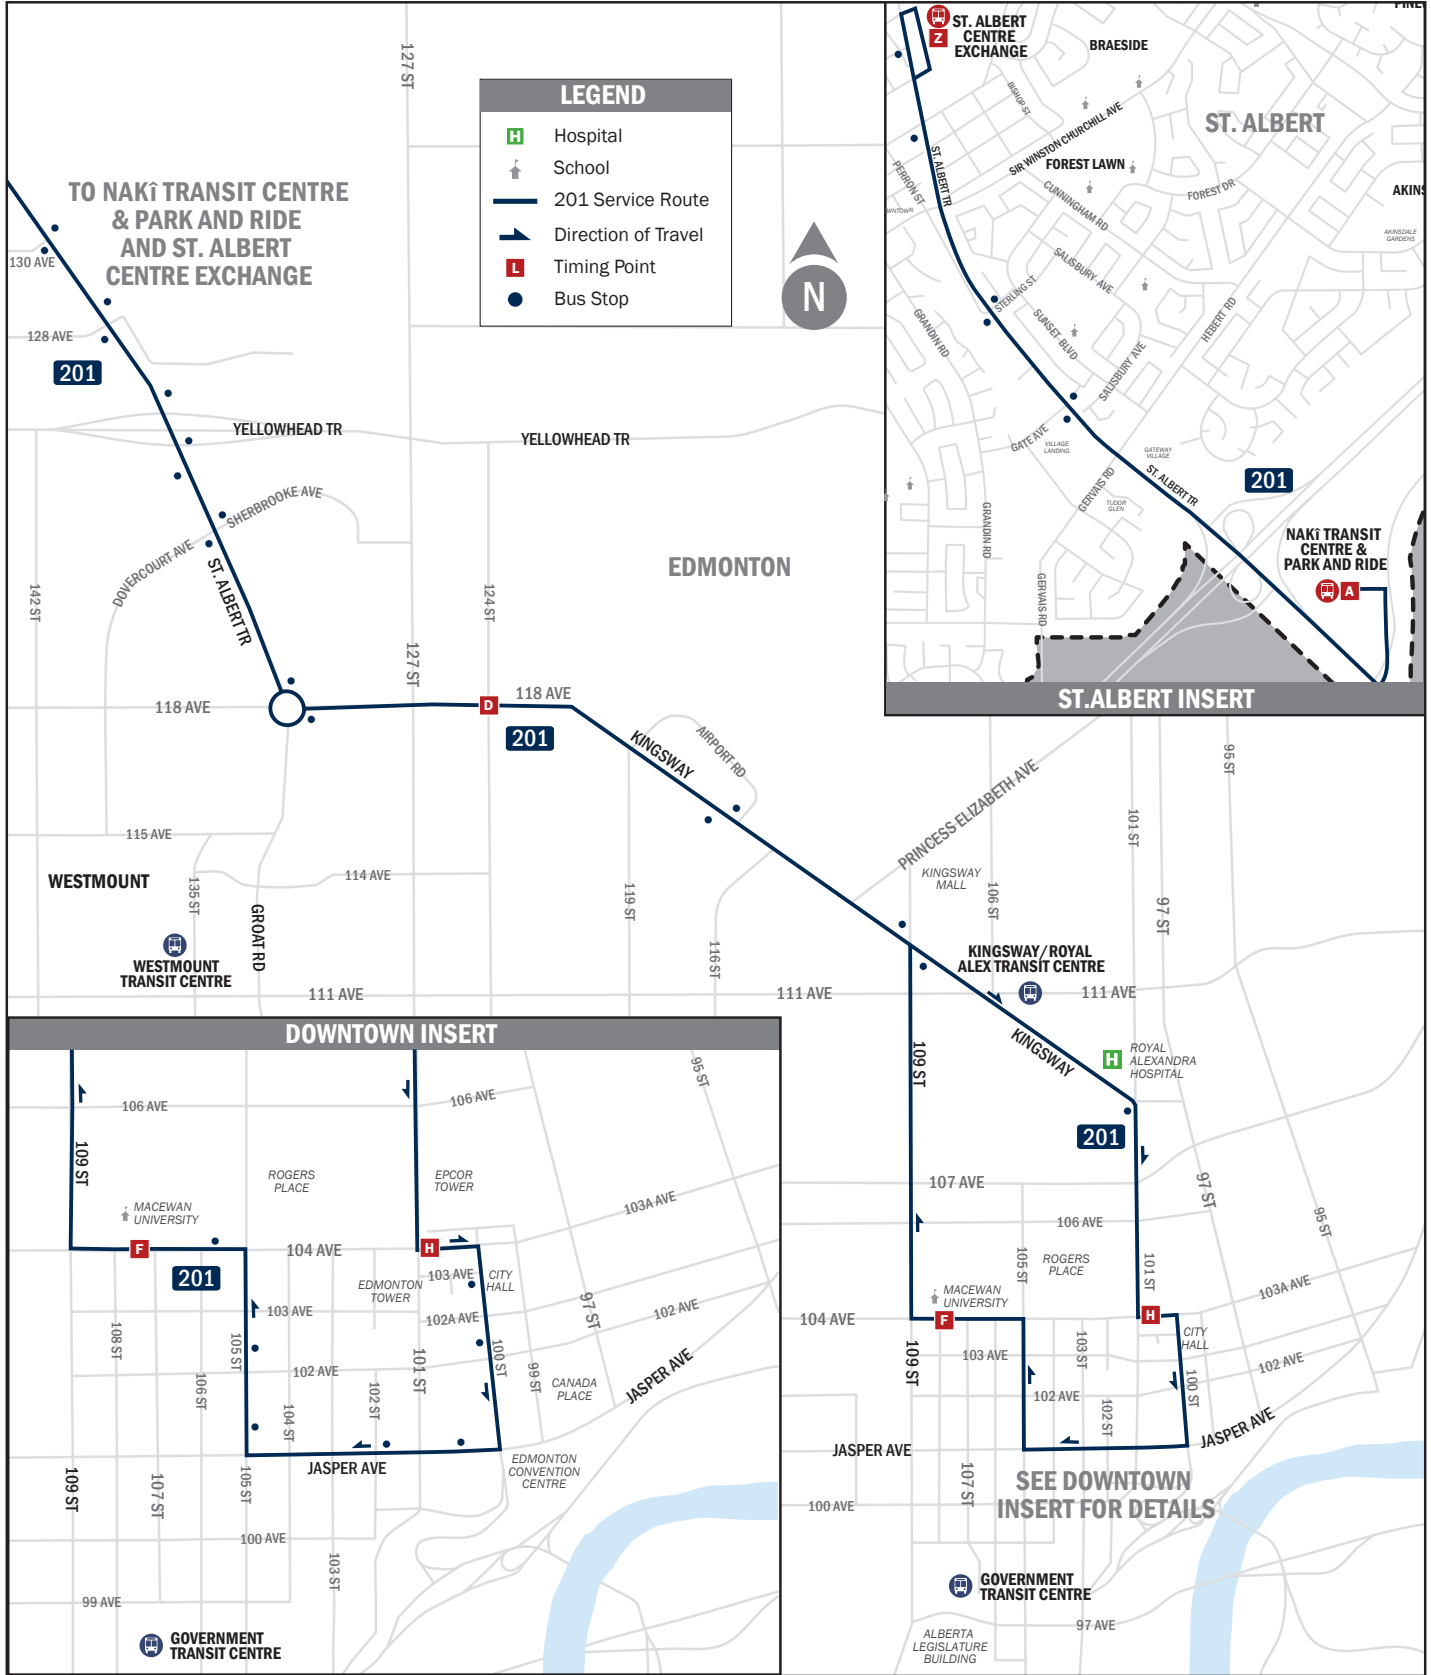 127 ST
LEGEND
H
Hospital
School
201 Service Route
Direction of Travel
L
Timing Point
Bus Stop
N
TO NAKÎ TRANSIT CENTRE
& PARK AND RIDE
AND ST. ALBERT
CENTRE EXCHANGE
130 AVE
128 AVE
201
YELLOWHEAD TR
YELLOWHEAD TR
SHERBROOKE AVE
DOVERCOURT AVE
ST. ALBERT TR
142 ST
124 ST
127 ST
EDMONTON
118 AVE
D
118 AVE
201
KINGSWAY
AIRPORT RD
115 AVE
114 AVE
WESTMOUNT
135 ST
GROAT RD
WESTMOUNT
TRANSIT CENTRE
111 AVE
119 ST
116 ST
111 AVE
PRINCESS ELIZABETH AVE
KINGSWAY
MALL
106 ST
101 ST
97 ST
95 ST
KINGSWAY/ROYAL
ALEX TRANSIT CENTRE
111 AVE
KINGSWAY
109 ST
H
ROYAL
ALEXANDRA
HOSPITAL
201
107 AVE
97 ST
95 ST
106 AVE
105 ST
ROGERS
PLACE
101 ST
103A AVE
MACEWAN
UNIVERSITY
104 AVE
F
H
CITY
HALL
109 ST
103 AVE
103 ST
102 AVE
102 AVE
102 ST
100 ST
JASPER AVE
JASPER AVE
107 ST
SEE DOWNTOWN
INSERT FOR DETAILS
100 AVE
GOVERNMENT
TRANSIT CENTRE
97 AVE
ALBERTA
LEGISLATURE
BUILDING
ST. ALBERT
CENTRE
EXCHANGE
Z
BRAESIDE
BISHOP ST
ST. ALBERT
SIR WINSTON CHURCHILL AVE
FOREST LAWN
PERRON ST
ST. ALBERT TR
CUNNINGHAM RD
FOREST DR
AKINS
AKINSDALE
GARDENS
SALISBURY AVE
STERLING ST.
GRANDIN RD
SUNSET BLVD
HEBERT RD
SALISBURY AVE
GATE AVE
VILLAGE
LANDING
GATEWAY
VILLAGE
GERVAIS RD
ST. ALBERT TR
201
TUDOR
GLEN
GRANDIN RD
NAKÎ TRANSIT
CENTRE &
PARK AND RIDE
A
GERVAIS RD
ST.ALBERT INSERT
DOWNTOWN INSERT
95 ST
106 AVE
106 AVE
109 ST
ROGERS
PLACE
EPCOR
TOWER
MACEWAN
UNIVERSITY
103A AVE
F
104 AVE
H
201
EDMONTON
TOWER
103 AVE
CITY
HALL
103 AVE
102A AVE
97 ST
102 AVE
108 ST
105 ST
106 ST
102 AVE
101 ST
100 ST
99 ST
102 ST
104 ST
CANADA
PLACE
JASPER AVE
JASPER AVE
EDMONTON
CONVENTION
CENTRE
109 ST
107 ST
105 ST
100 AVE
103 ST
99 AVE
GOVERNMENT
TRANSIT CENTRE